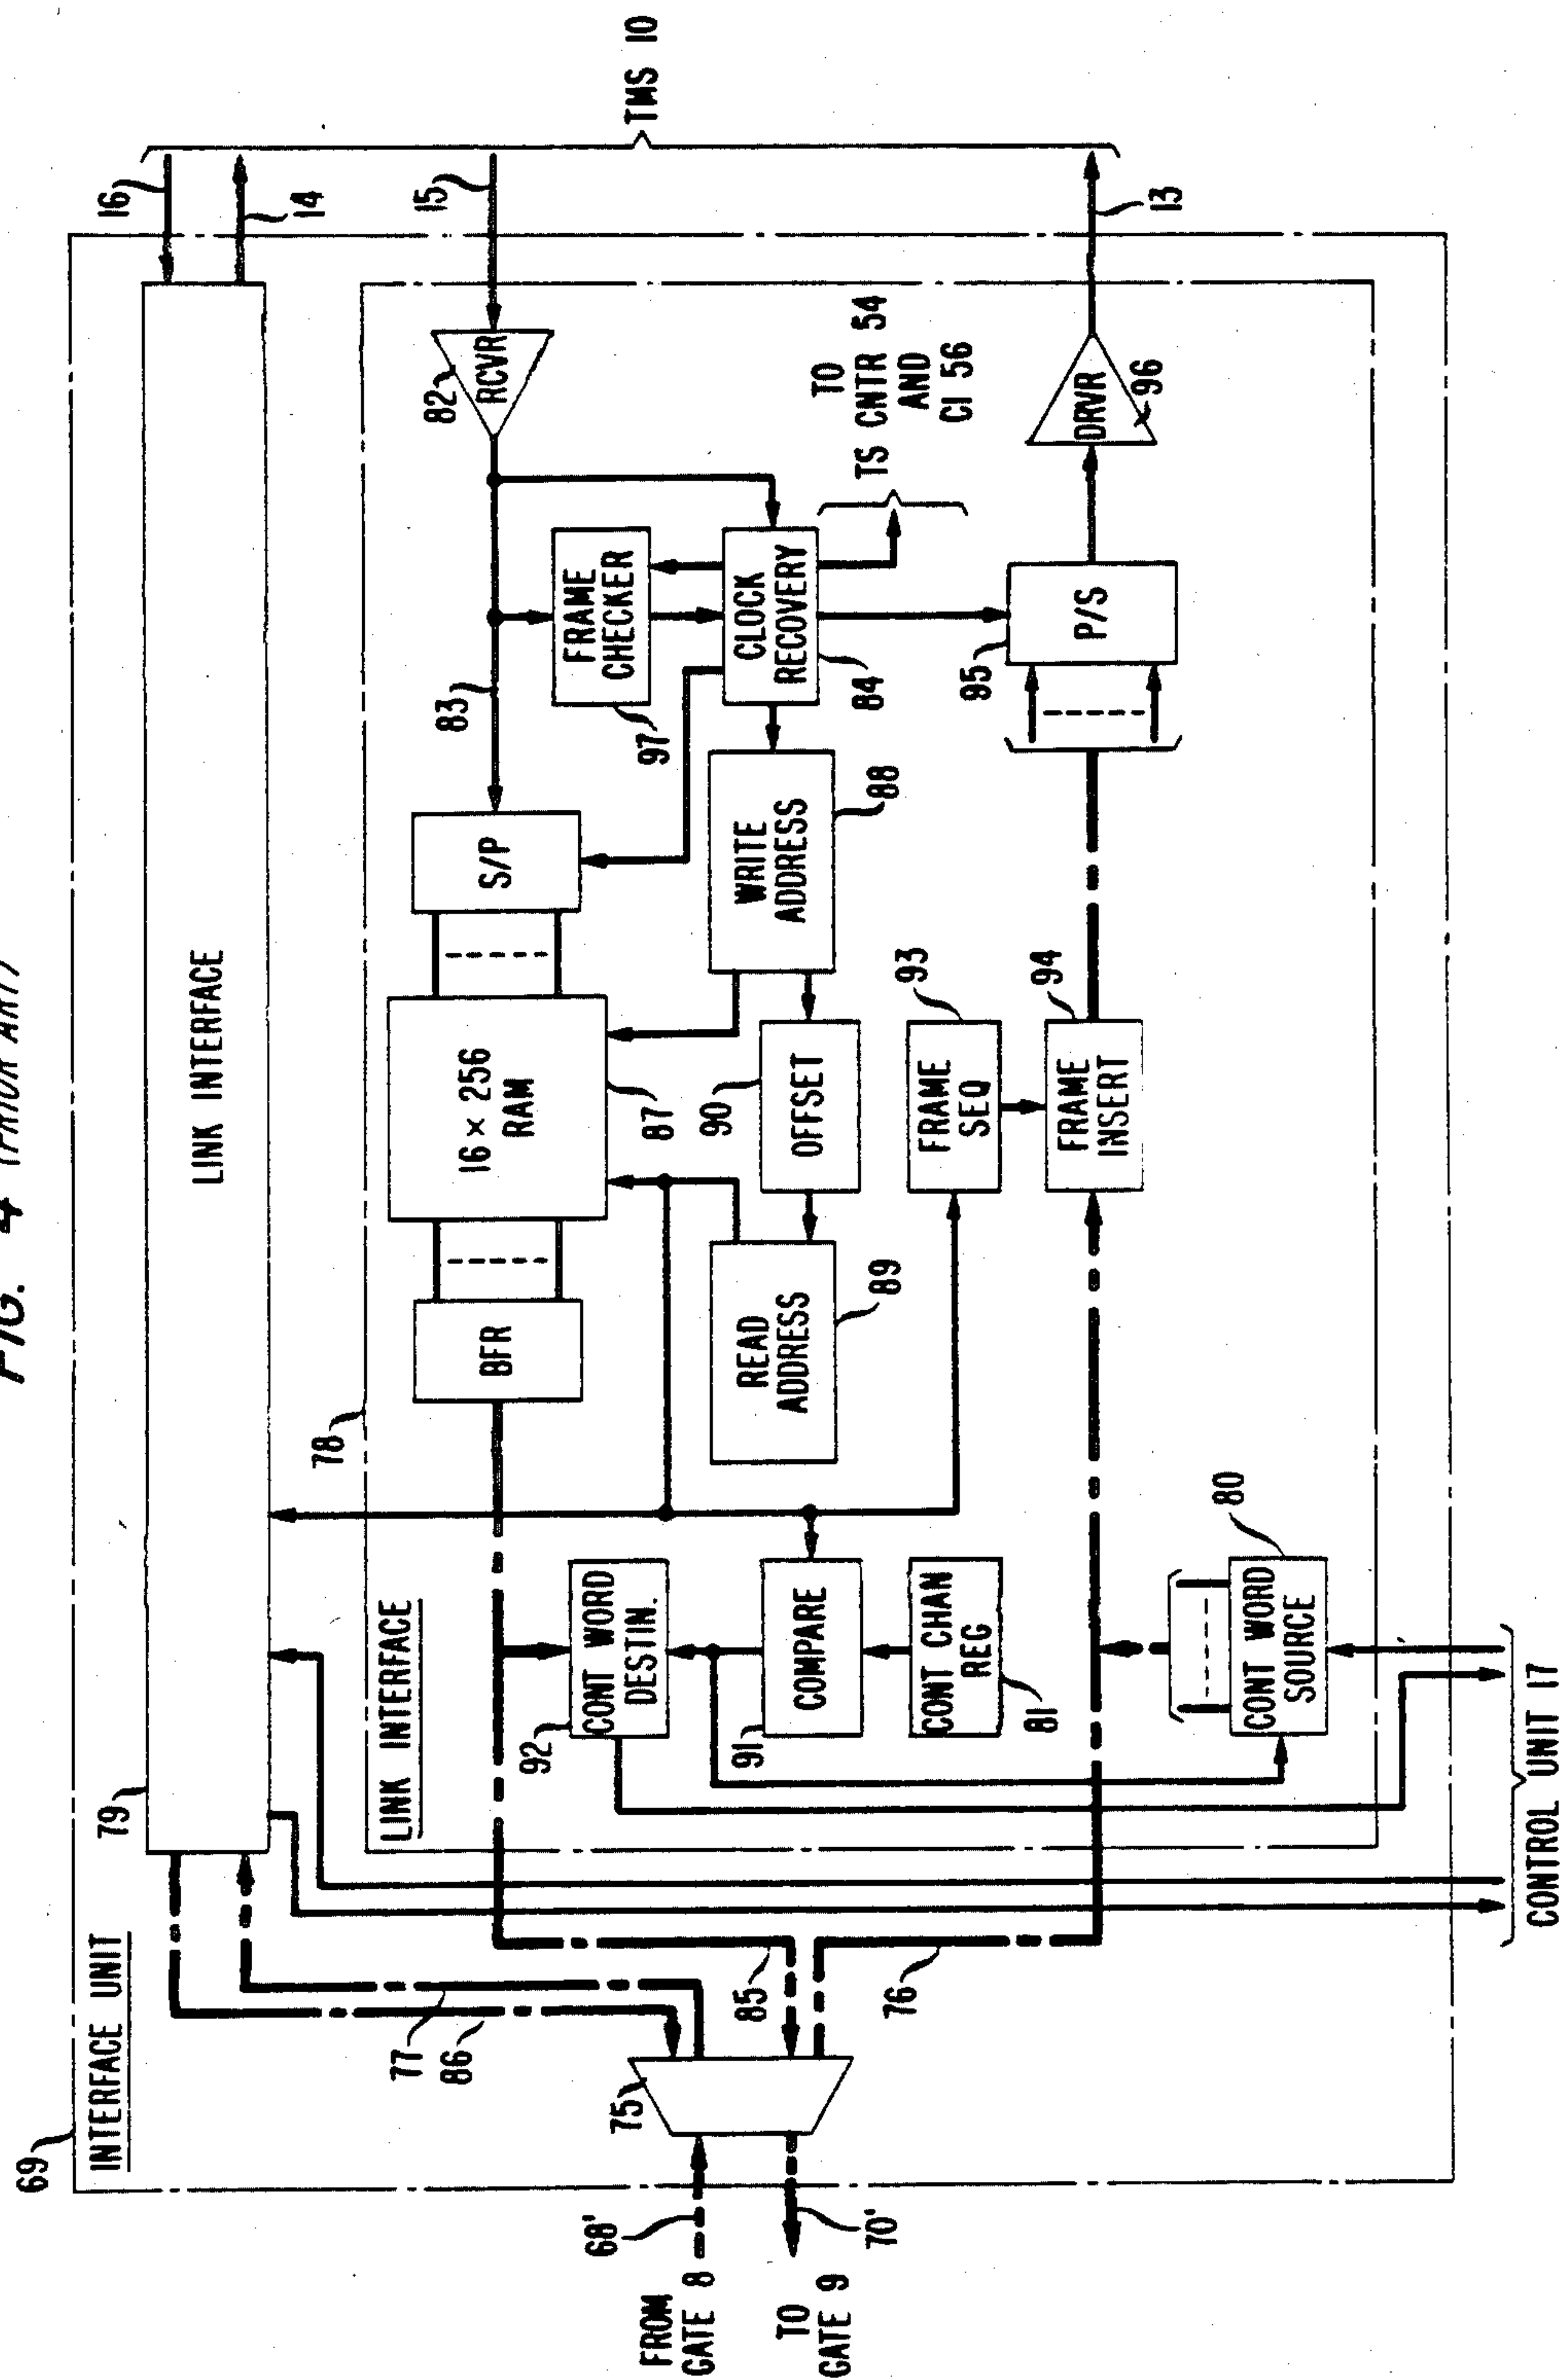 FIG. 4 (PRIOR ART)
69
INTERFACE UNIT
79
LINK INTERFACE
16
14
TMS 10
77
86
78
LINK INTERFACE
BFR
16 × 256
RAM
87
S/P
83
82
RCVR
15
92
CONT WORD
DESTIN.
FRAME
CHECKER
97
FROM
GATE 8
68'
75
TO
GATE 9
70'
85
76
91
COMPARE
READ
ADDRESS
89
90
OFFSET
WRITE
ADDRESS
88
CLOCK
RECOVERY
84
TO
TS CNTR 54
AND
CI 56
CONT CHAN
REG
81
FRAME
SEQ
93
FRAME
INSERT
94
95
P/S
DRVR
96
13
80
CONT WORD
SOURCE
CONTROL UNIT 17